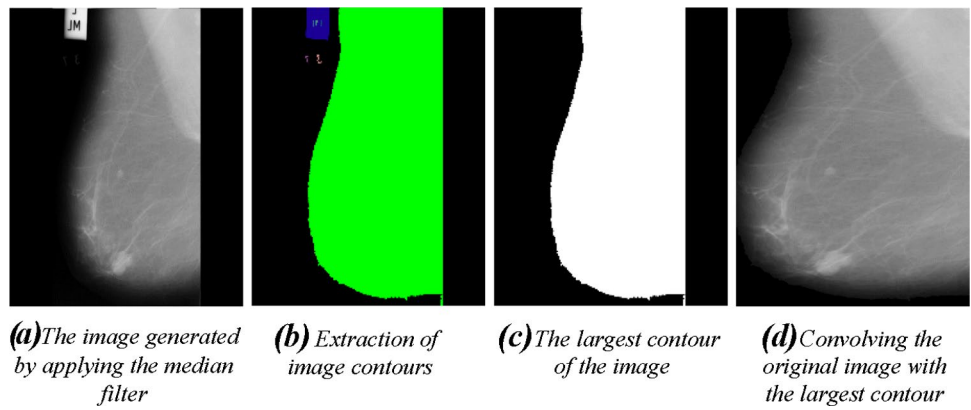 L
ML
(a)The image generated
by applying the median
filter
(b) Extraction of
image contours
(c) The largest contour
of the image
(d)Convolving the
original image with
the largest contour